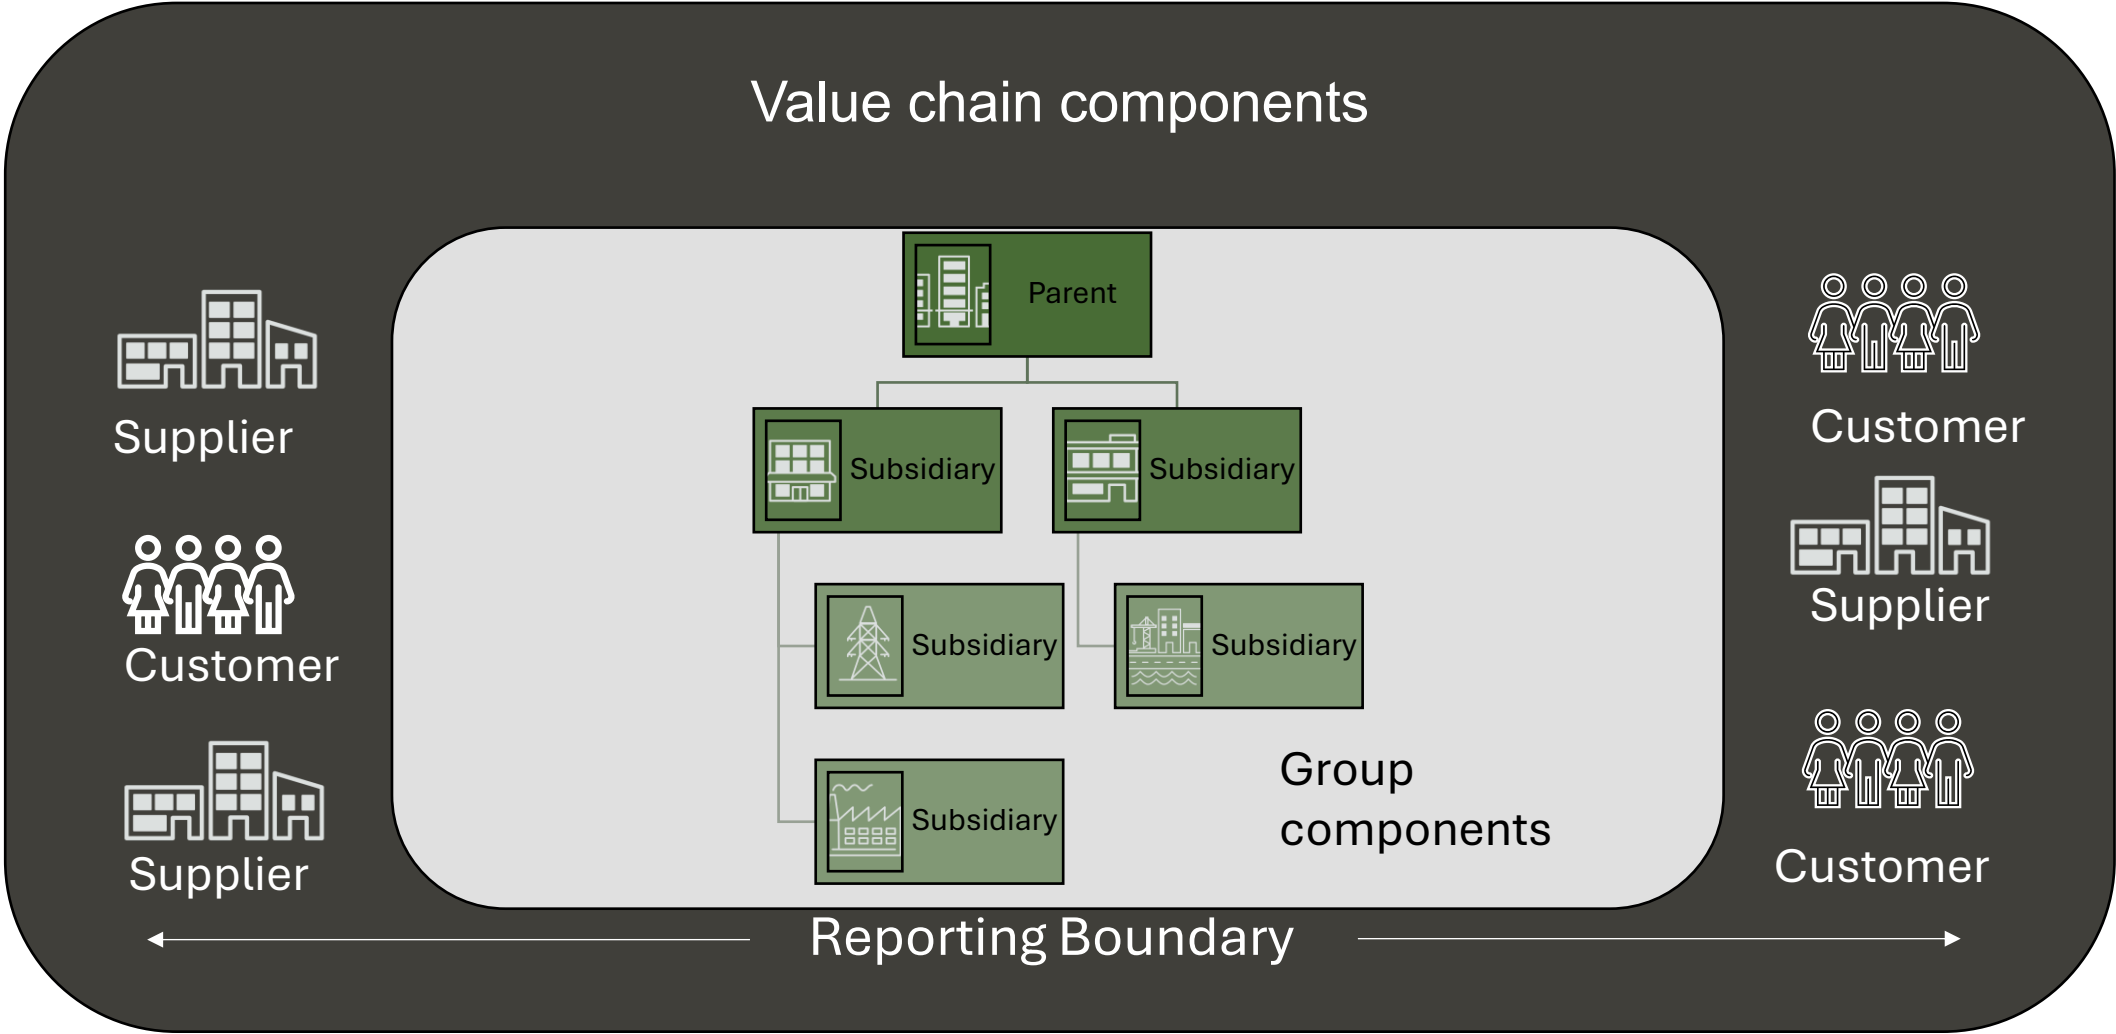 Value chain components
Parent
Subsidiary
Subsidiary
Subsidiary
Subsidiary
Subsidiary
Group
components
Supplier
Customer
Supplier
Customer
Supplier
Customer
Reporting Boundary